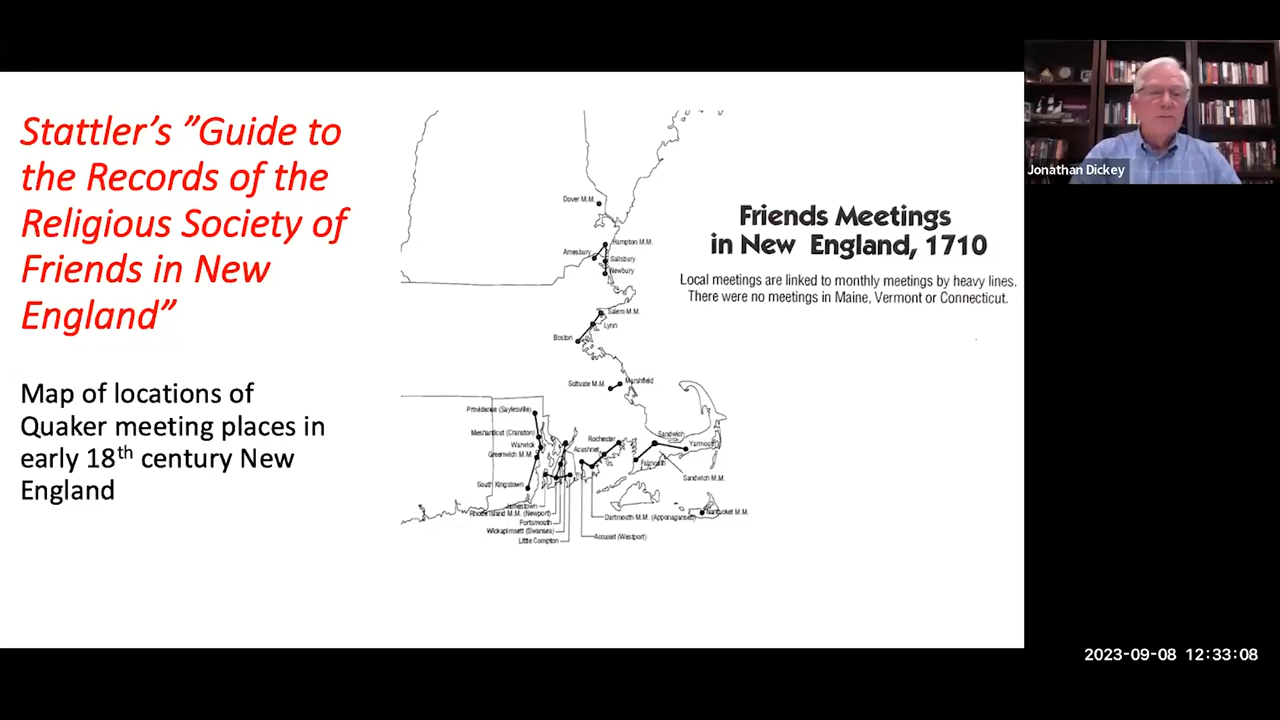 Stattler’s ”Guide to
the Records of the
Religious Society of
Friends in New
England”
Map of locations of
Quaker meeting places in
early 18th century New
England
Friends Meetings
in New England, 1710
Local meetings are linked to monthly meetings by heavy lines.
There were no meetings in Maine, Vermont or Connecticut.
Dover M.M.
Hampton M.M.
Amesbury
Salisbury
Newbury
Salem M.M.
Lynn
Boston
Scituate M.M.
Marshfield
Providence (Saylesville)
Meshanticut (Cranston)
Warwick
Greenwich M.M.
South Kingstown
Jamestown
Rhode Island M.M. (Newport)
Portsmouth
Wickapimsett (Swansea)
Little Compton
Rochester
Acushnet
Sandwich
Yarmouth
Falmouth
Sandwich M.M.
Nantucket M.M.
Dartmouth M.M. (Apponagansett)
Acoaxet (Westport)
Jonathan Dickey
2023-09-08 12:33:08